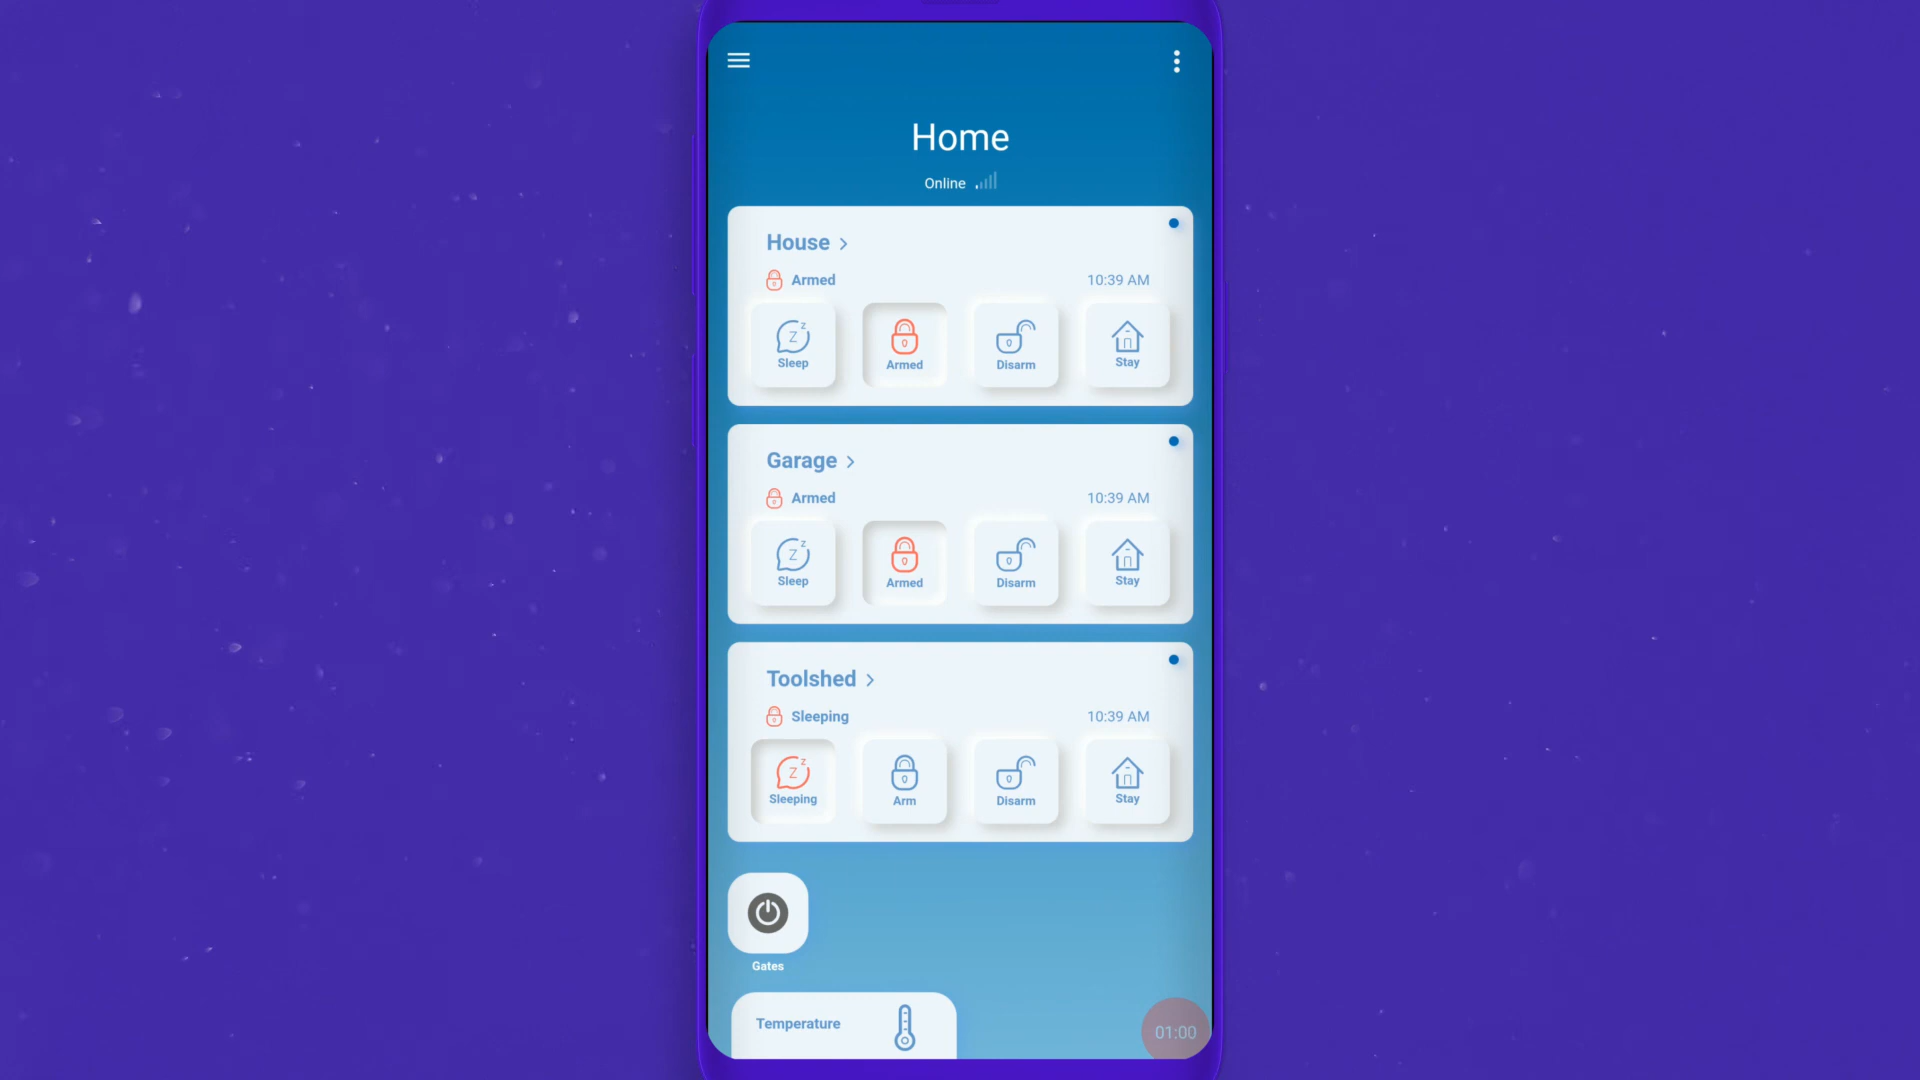 Home
Online
House
Armed 10:39 AM
Sleep Armed Disarm Stay
Garage
Armed 10:39 AM
Sleep Armed Disarm Stay
Toolshed
Sleeping 10:39 AM
Sleeping Arm Disarm Stay
Gates
Temperature
01:00